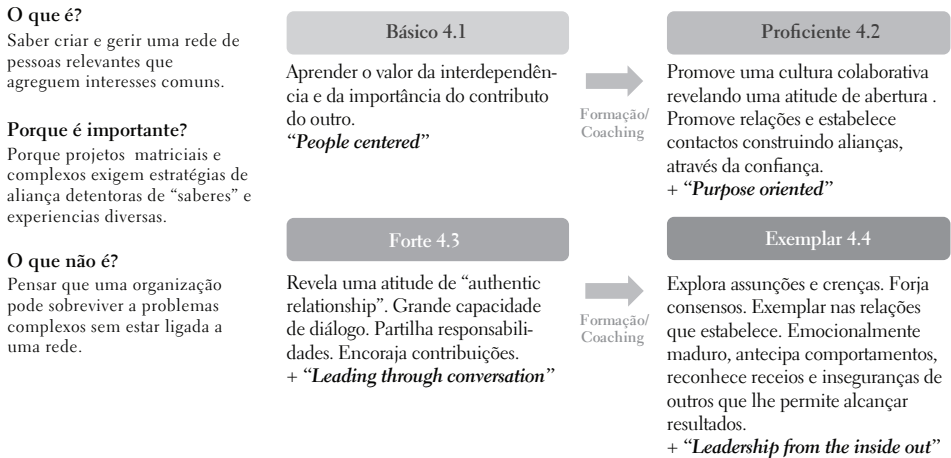 O que é?
Saber criar e gerir uma rede de
pessoas relevantes que
agreguem interesses comuns.
Porque é importante?
Porque projetos matriciais e
complexos exigem estratégias de
aliança detentoras de “saberes” e
experiencias diversas.
O que não é?
Pensar que uma organização
pode sobreviver a problemas
complexos sem estar ligada a
uma rede.
Básico 4.1
Aprender o valor da interdependên-
cia e da importância do contributo
do outro.
“People centered”
Formação/
Coaching
Proficiente 4.2
Promove uma cultura colaborativa
revelando uma atitude de abertura .
Promove relações e estabelece
contactos construindo alianças,
através da confiança.
+ “Purpose oriented”
Forte 4.3
Revela uma atitude de “authentic
relationship”. Grande capacidade
de diálogo. Partilha responsabili-
dades. Encoraja contribuições.
+ “Leading through conversation”
Formação/
Coaching
Exemplar 4.4
Explora assunções e crenças. Forja
consensos. Exemplar nas relações
que estabelece. Emocionalmente
maduro, antecipa comportamentos,
reconhece receios e inseguranças de
outros que lhe permite alcançar
resultados.
+ “Leadership from the inside out”